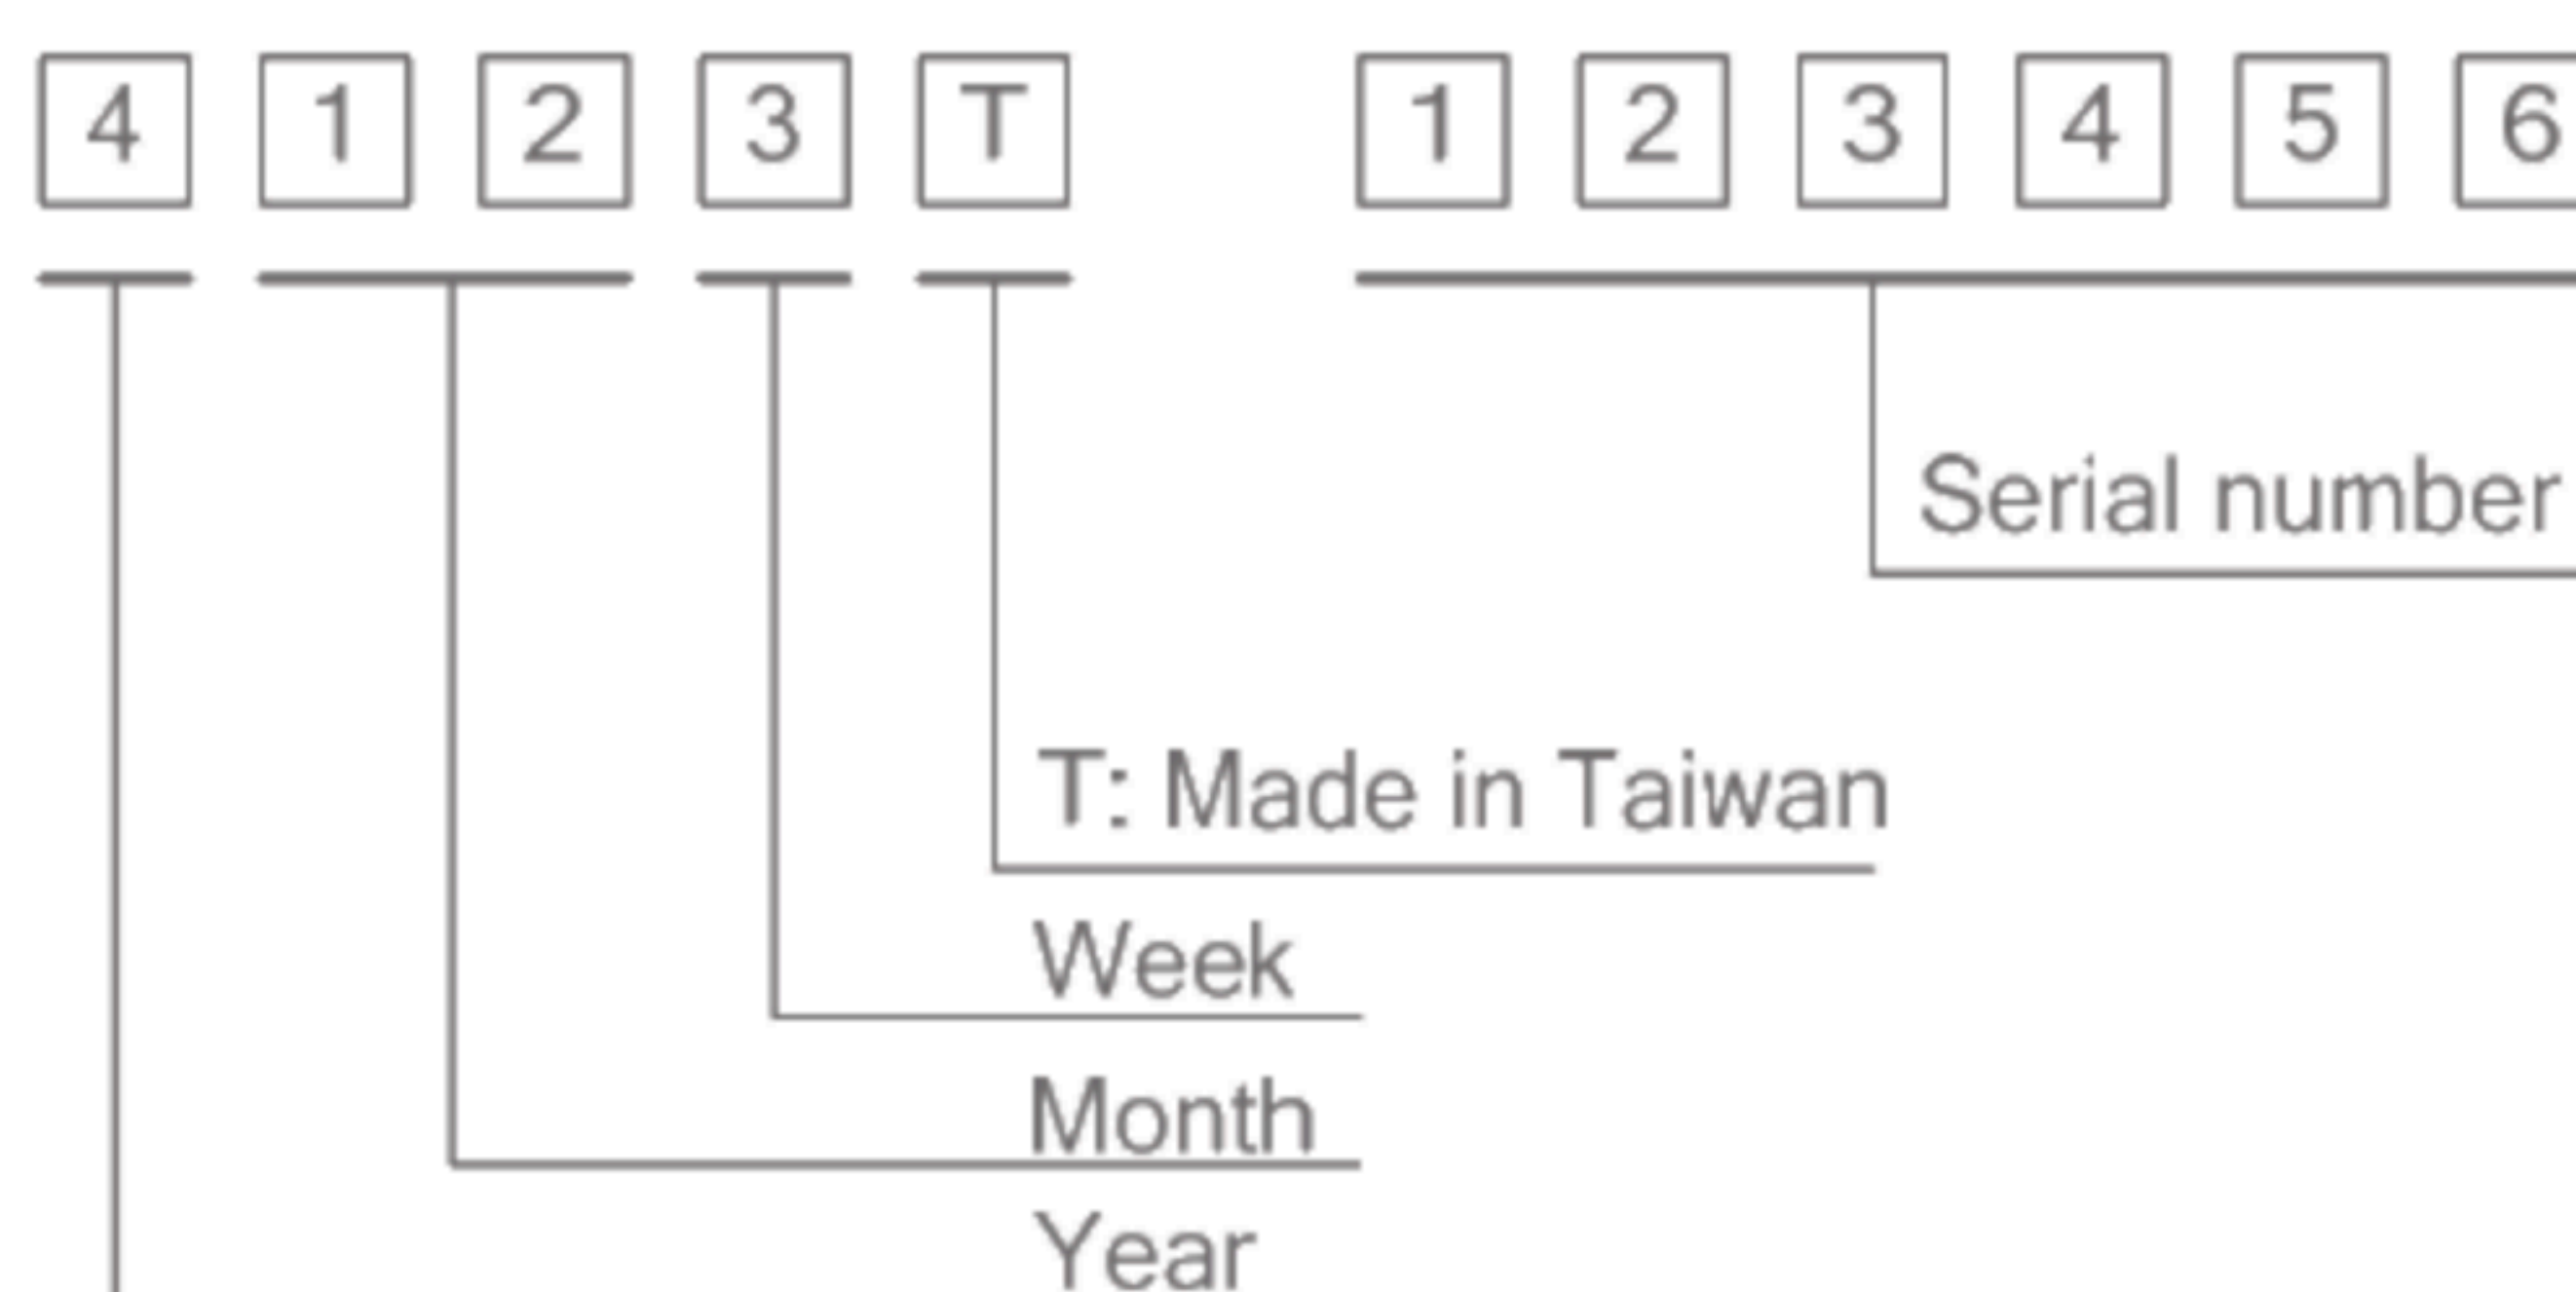 4 1 2 3 T 1 2 3 4 5 6
Serial number
T: Made in Taiwan
Week
Month
Year